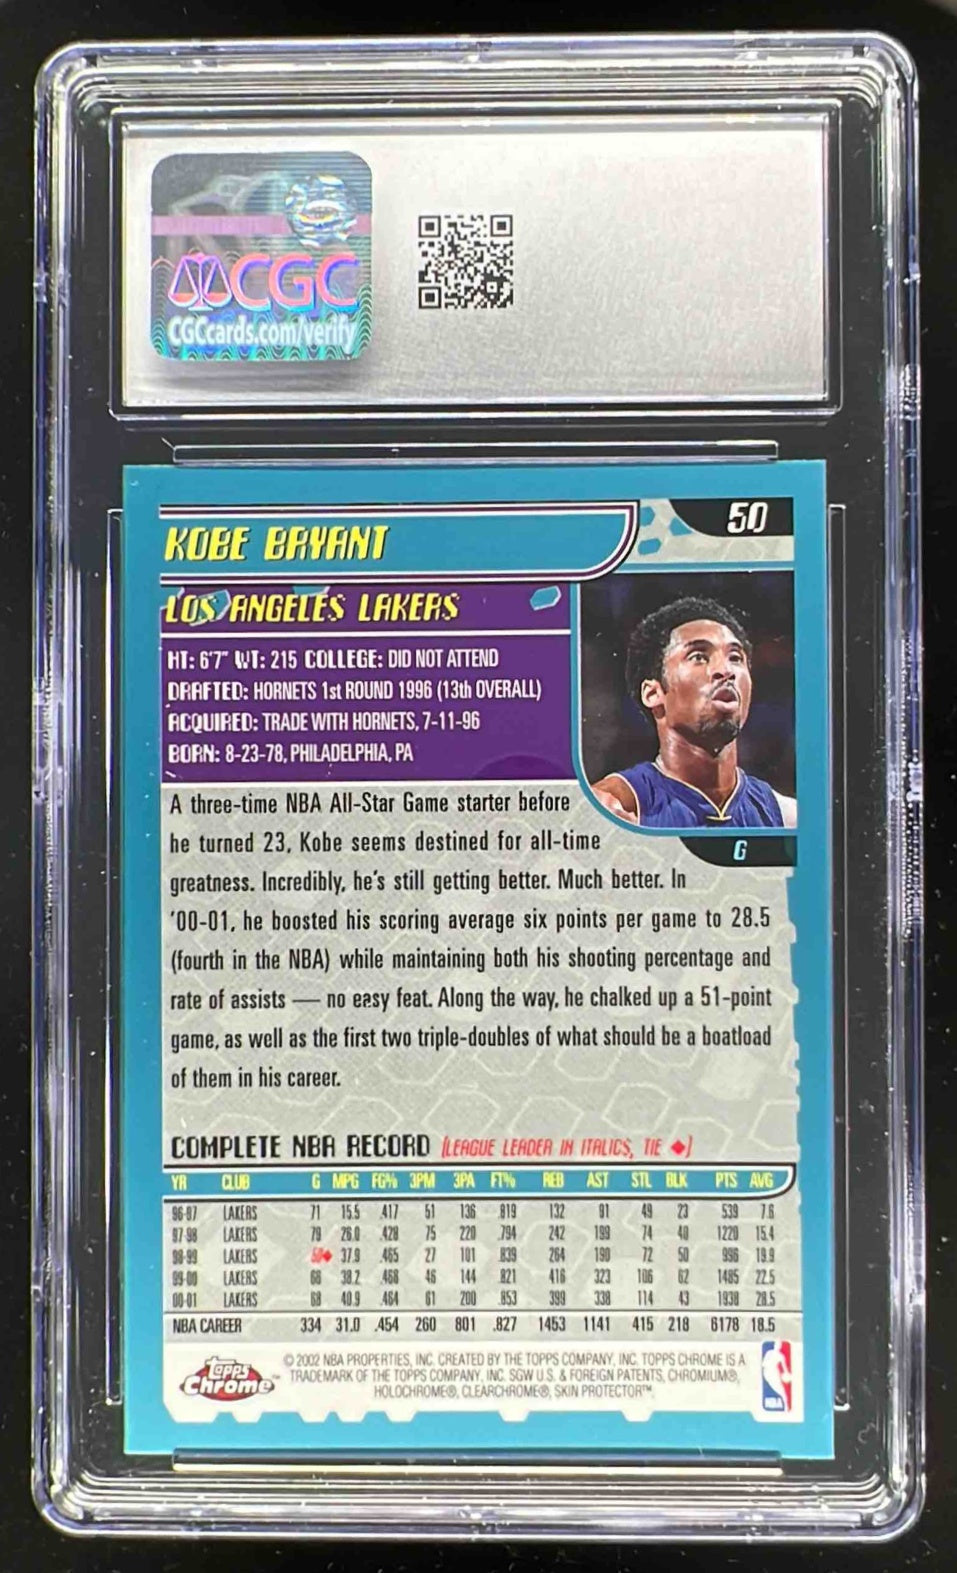 CGC
CGCcards.com/verify
50
KOBE BRYANT
LOS ANGELES LAKERS
HT: 6'7" WT: 215 COLLEGE: DID NOT ATTEND
DRAFTED: HORNETS 1st ROUND 1996 (13th OVERALL)
ACQUIRED: TRADE WITH HORNETS, 7-11-96
BORN: 8-23-78, PHILADELPHIA, PA
G
A three-time NBA All-Star Game starter before
he turned 23, Kobe seems destined for all-time
greatness. Incredibly, he's still getting better. Much better. In
'00-01, he boosted his scoring average six points per game to 28.5
(fourth in the NBA) while maintaining both his shooting percentage and
rate of assists — no easy feat. Along the way, he chalked up a 51-point
game, as well as the first two triple-doubles of what should be a boatload
of them in his career.
COMPLETE NBA RECORD (LEAGUE LEADER IN ITALICS, TIE ◆)
YR CLUB G MPG FG% 3PM 3PA FT% REB AST STL BLK PTS AVG
96-97 LAKERS 71 15.5 .417 51 136 .819 132 91 49 23 539 7.6
97-98 LAKERS 79 26.0 .428 75 220 .794 242 199 74 40 1220 15.4
98-99 LAKERS 50◆ 37.9 .465 27 101 .839 264 190 72 50 996 19.9
99-00 LAKERS 66 38.2 .468 46 144 .821 416 323 106 62 1485 22.5
00-01 LAKERS 68 40.9 .464 61 200 .853 399 338 114 43 1938 28.5
NBA CAREER 334 31.0 .454 260 801 .827 1453 1141 415 218 6178 18.5
Topps Chrome™
© 2002 NBA PROPERTIES, INC. CREATED BY THE TOPPS COMPANY, INC. TOPPS CHROME IS A
TRADEMARK OF THE TOPPS COMPANY, INC. SGW U.S. & FOREIGN PATENTS, CHROMIUM®,
HOLOCHROME®, CLEARCHROME®, SKIN PROTECTOR™.
NBA